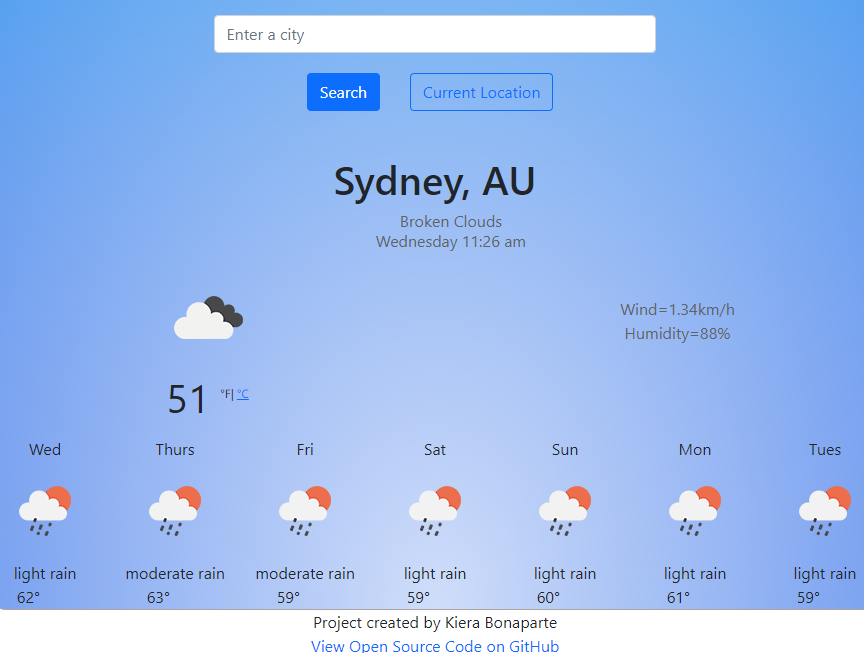 Enter a city
Search Current Location
Sydney, AU
Broken Clouds
Wednesday 11:26 am
Wind=1.34km/h
Humidity=88%
51 °F| °C
Wed Thurs Fri Sat Sun Mon Tues
light rain moderate rain moderate rain light rain light rain light rain light rain
62° 63° 59° 59° 60° 61° 59°
Project created by Kiera Bonaparte
View Open Source Code on GitHub